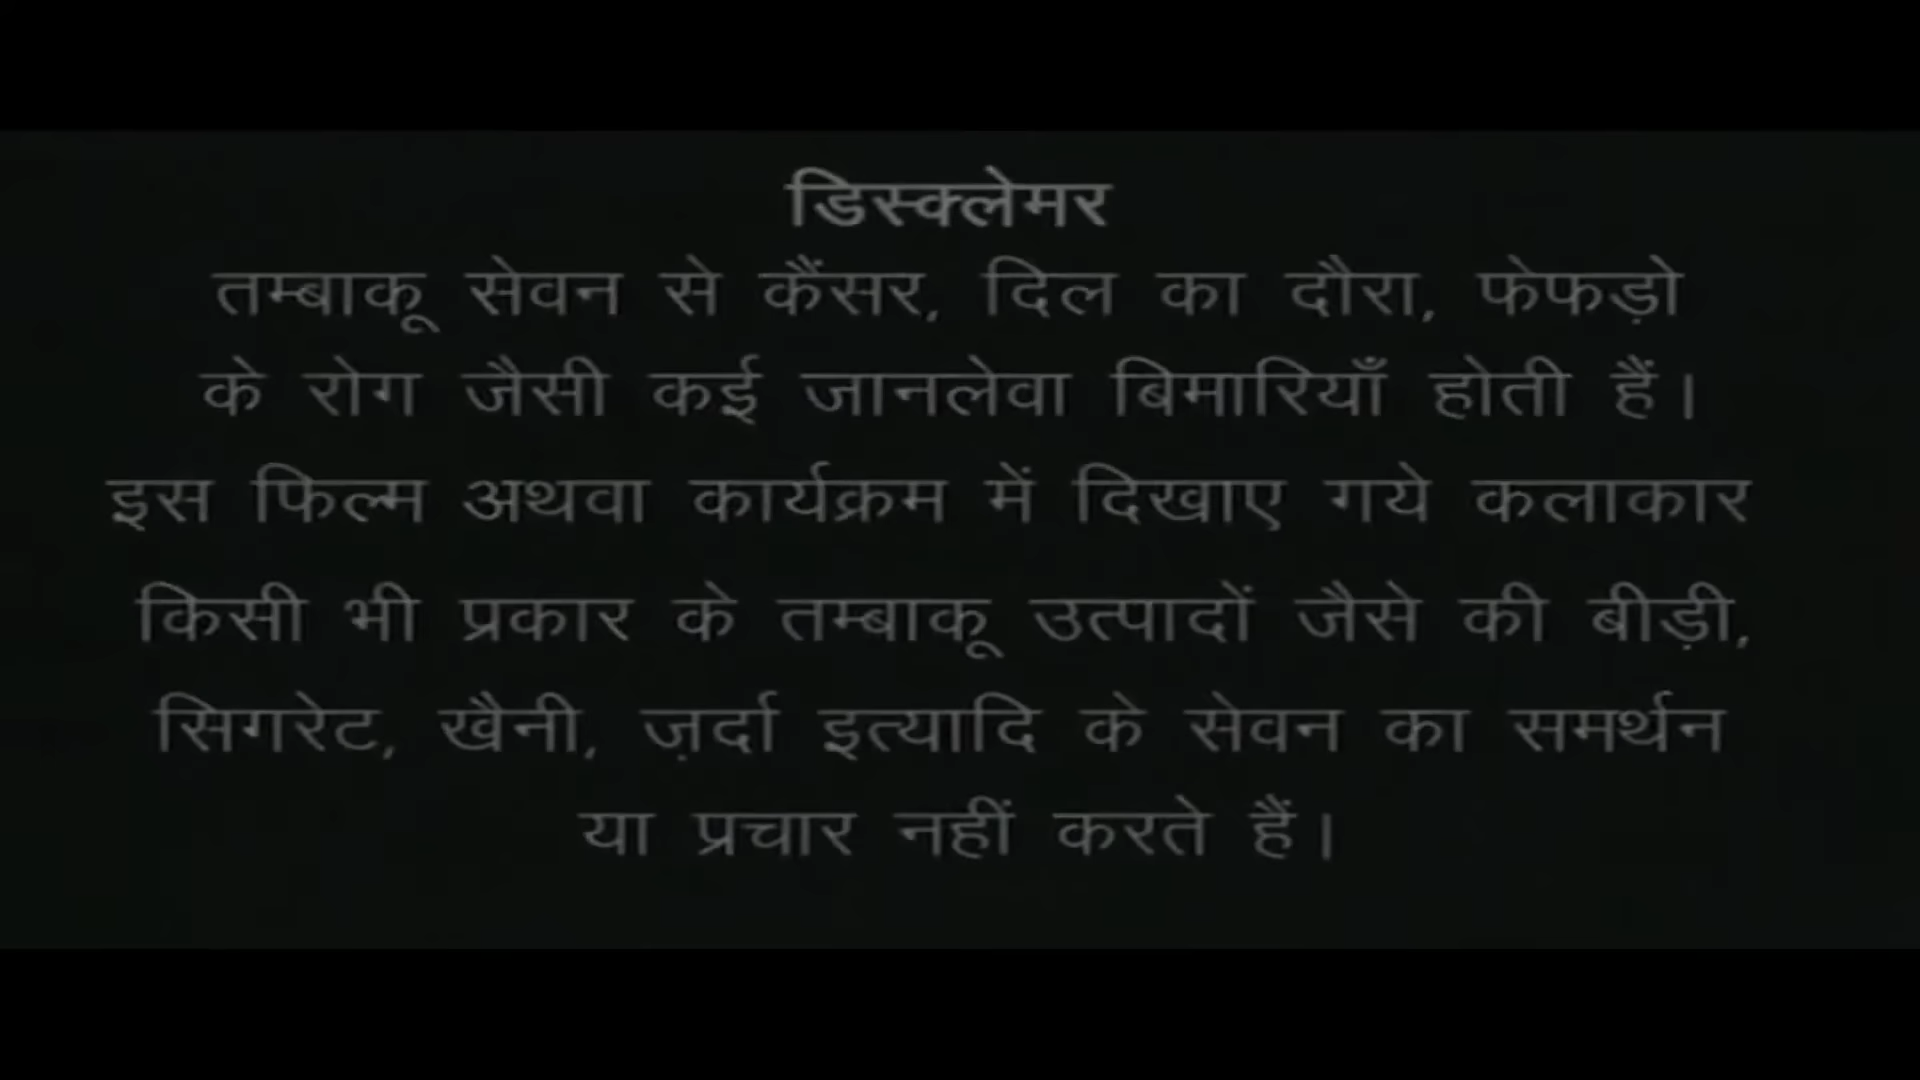 डिस्क्लेमर
तम्बाकू सेवन से कैंसर, दिल का दौरा, फेफड़ो
के रोग जैसी कई जानलेवा बिमारियाँ होती हैं।
इस फिल्म अथवा कार्यक्रम में दिखाए गये कलाकार
किसी भी प्रकार के तम्बाकू उत्पादों जैसे की बीड़ी,
सिगरेट, खैनी, ज़र्दा इत्यादि के सेवन का समर्थन
या प्रचार नहीं करते हैं।